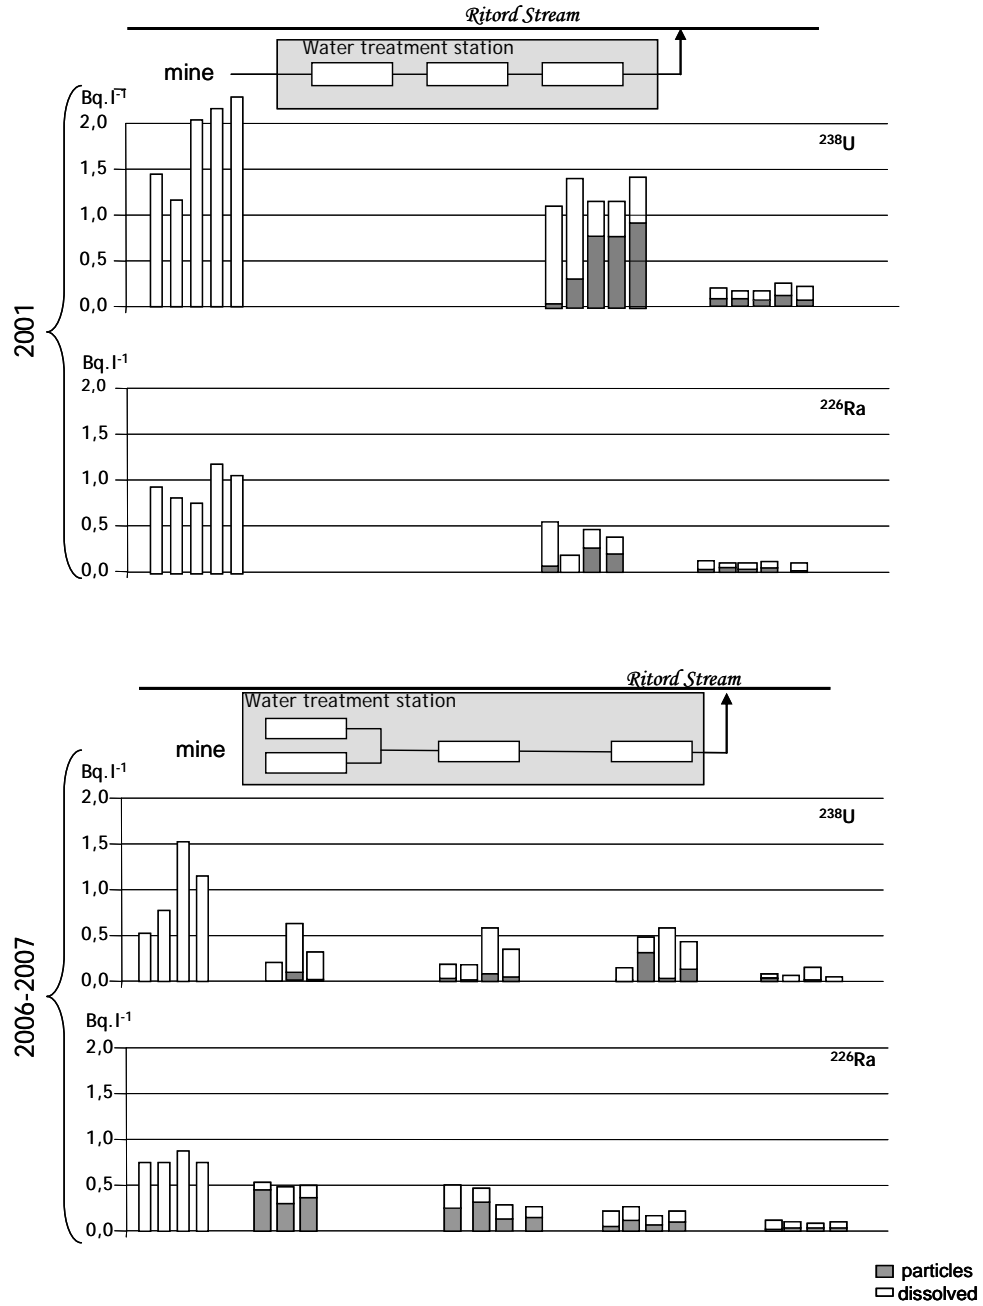 Ritord Stream
Water treatment station
mine
Bq.l-1
2,0
1,5
1,0
0,5
0,0
238U
2001
Bq.l-1
2,0
1,5
1,0
0,5
0,0
226Ra
Ritord Stream
Water treatment station
mine
Bq.l-1
2,0
1,5
1,0
0,5
0,0
238U
2006-2007
Bq.l-1
2,0
1,5
1,0
0,5
0,0
226Ra
particles
dissolved